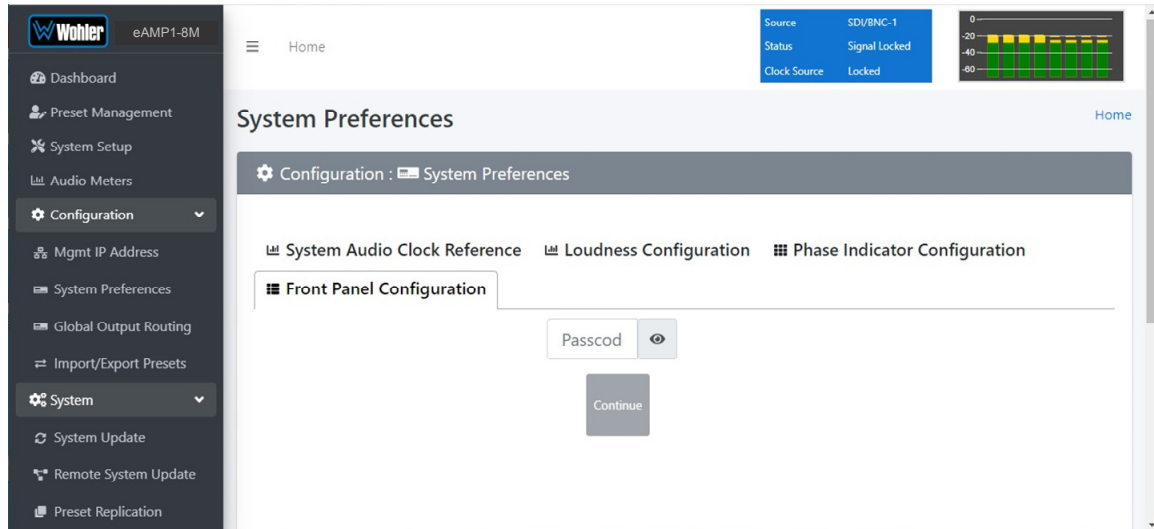 Wohler eAMP1-8M
Dashboard
Preset Management
System Setup
Audio Meters
Configuration
Mgmt IP Address
System Preferences
Global Output Routing
Import/Export Presets
System
System Update
Remote System Update
Preset Replication
Home
Source SDI/BNC-1
Status Signal Locked
Clock Source Locked
0
-20
-40
-60
System Preferences
Home
Configuration : System Preferences
System Audio Clock Reference Loudness Configuration Phase Indicator Configuration
Front Panel Configuration
Passcod
Continue